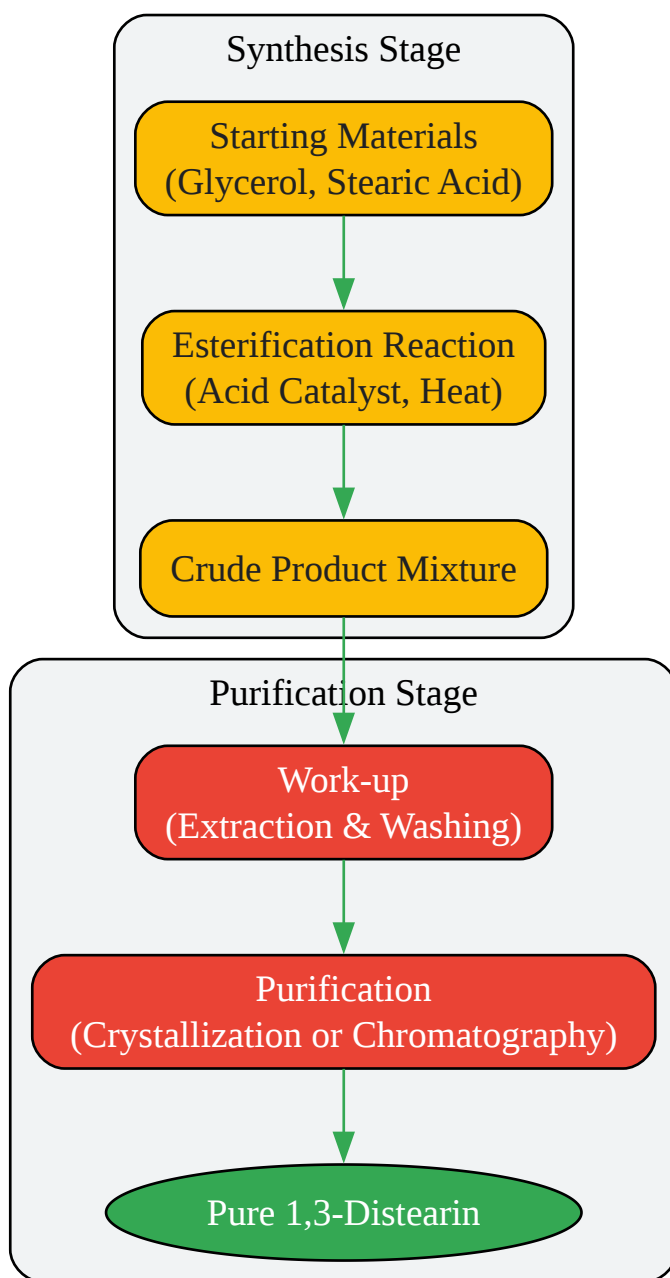 Synthesis Stage
Starting Materials
(Glycerol, Stearic Acid)
Esterification Reaction
(Acid Catalyst, Heat)
Crude Product Mixture
Purification Stage
Work-up
(Extraction & Washing)
Purification
(Crystallization or Chromatography)
Pure 1,3-Distearin